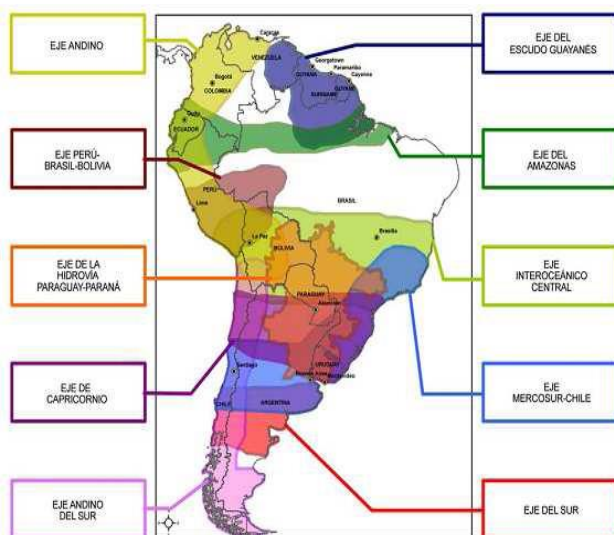 EJE ANDINO
EJE PERÚ-
BRASIL-BOLIVIA
EJE DE LA
HIDROVÍA
PARAGUAY-PARANÁ
EJE DE
CAPRICORNIO
EJE ANDINO
DEL SUR
Caracas
VENEZUELA
Georgetown
Paramaribo
GUYANA
Cayenne
SURINAME
GUYANE
Bogotá
COLOMBIA
Quito
ECUADOR
PERÚ
Lima
BRASIL
La Paz
BOLIVIA
Brasilia
PARAGUAY
Asunción
Santiago
URUGUAY
Buenos Aires
Montevideo
CHILE
ARGENTINA
EJE DEL
ESCUDO GUAYANÉS
EJE DEL
AMAZONAS
EJE
INTEROCEÁNICO
CENTRAL
EJE
MERCOSUR-CHILE
EJE DEL SUR